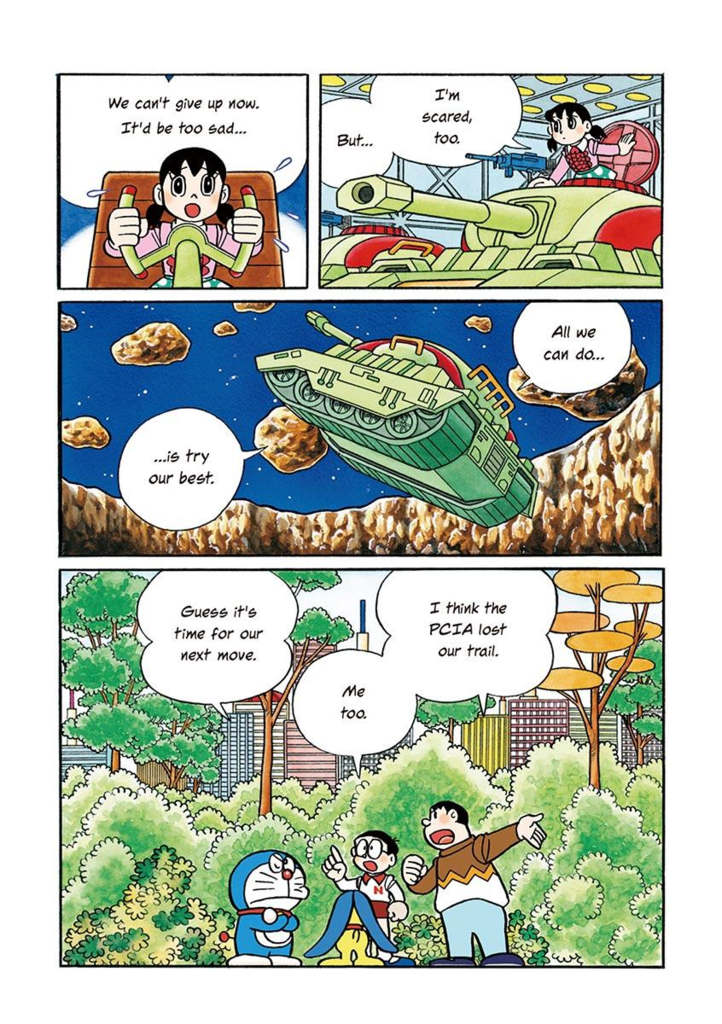 I'm
scared,
too.
But...
We can't give up now.
It'd be too sad...
All we
can do...
...is try
our best.
I think the
PCIA lost
our trail.
Me
too.
Guess it's
time for our
next move.
N